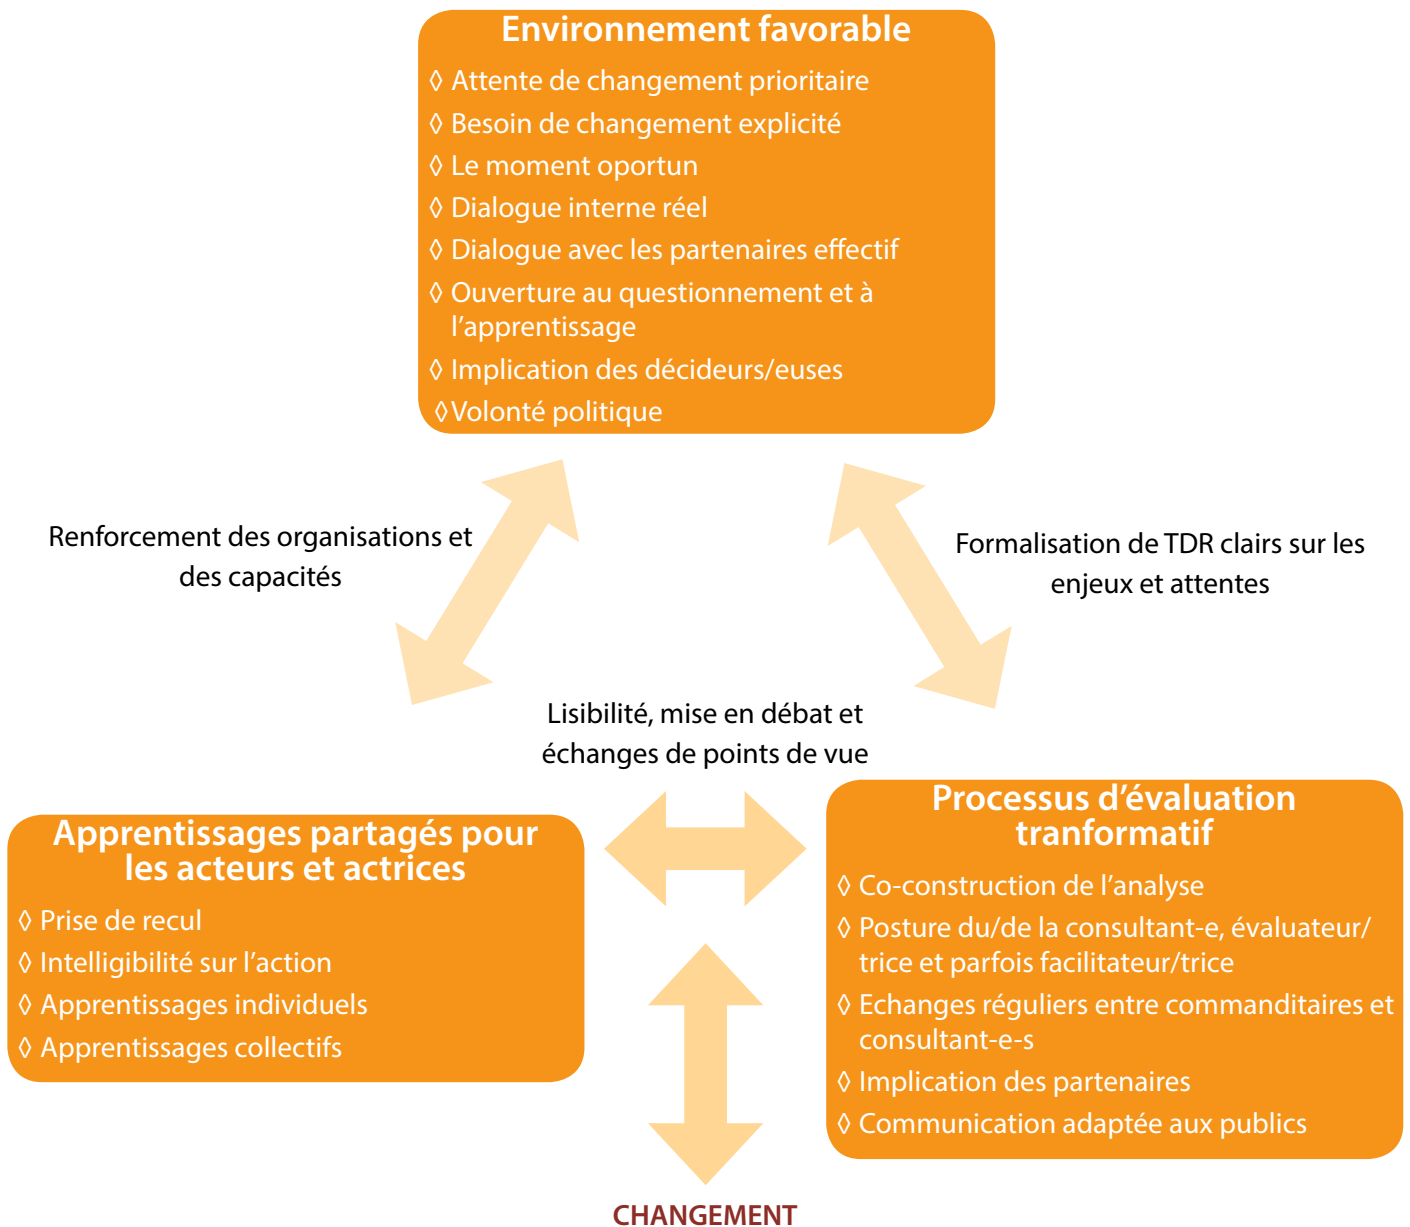 Environnement favorable
◊ Attente de changement prioritaire
◊ Besoin de changement explicité
◊ Le moment oportun
◊ Dialogue interne réel
◊ Dialogue avec les partenaires effectif
◊ Ouverture au questionnement et à
l'apprentissage
◊ Implication des décideurs/euses
◊Volonté politique
Renforcement des organisations et
des capacités
Formalisation de TDR clairs sur les
enjeux et attentes
Lisibilité, mise en débat et
échanges de points de vue
Apprentissages partagés pour
les acteurs et actrices
◊ Prise de recul
◊ Intelligibilité sur l'action
◊ Apprentissages individuels
◊ Apprentissages collectifs
Processus d'évaluation
tranformatif
◊ Co-construction de l'analyse
◊ Posture du/de la consultant-e, évaluateur/
trice et parfois facilitateur/trice
◊ Echanges réguliers entre commanditaires et
consultant-e-s
◊ Implication des partenaires
◊ Communication adaptée aux publics
CHANGEMENT